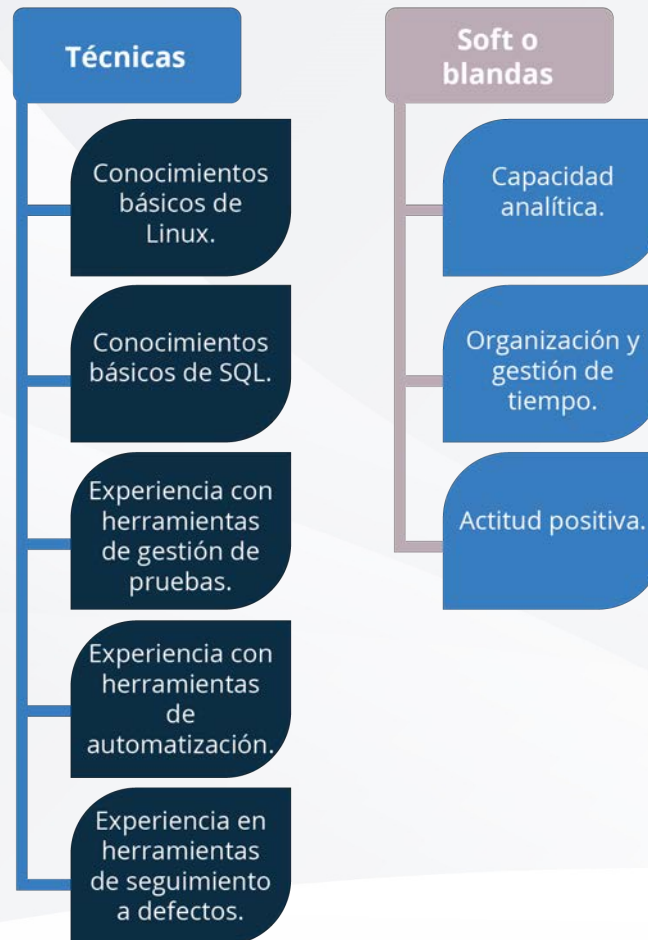 Técnicas
Conocimientos
básicos de
Linux.
Conocimientos
básicos de SQL.
Experiencia con
herramientas
de gestión de
pruebas.
Experiencia con
herramientas
de
automatización.
Experiencia en
herramientas
de seguimiento
a defectos.
Soft o
blandas
Capacidad
analítica.
Organización y
gestión de
tiempo.
Actitud positiva.